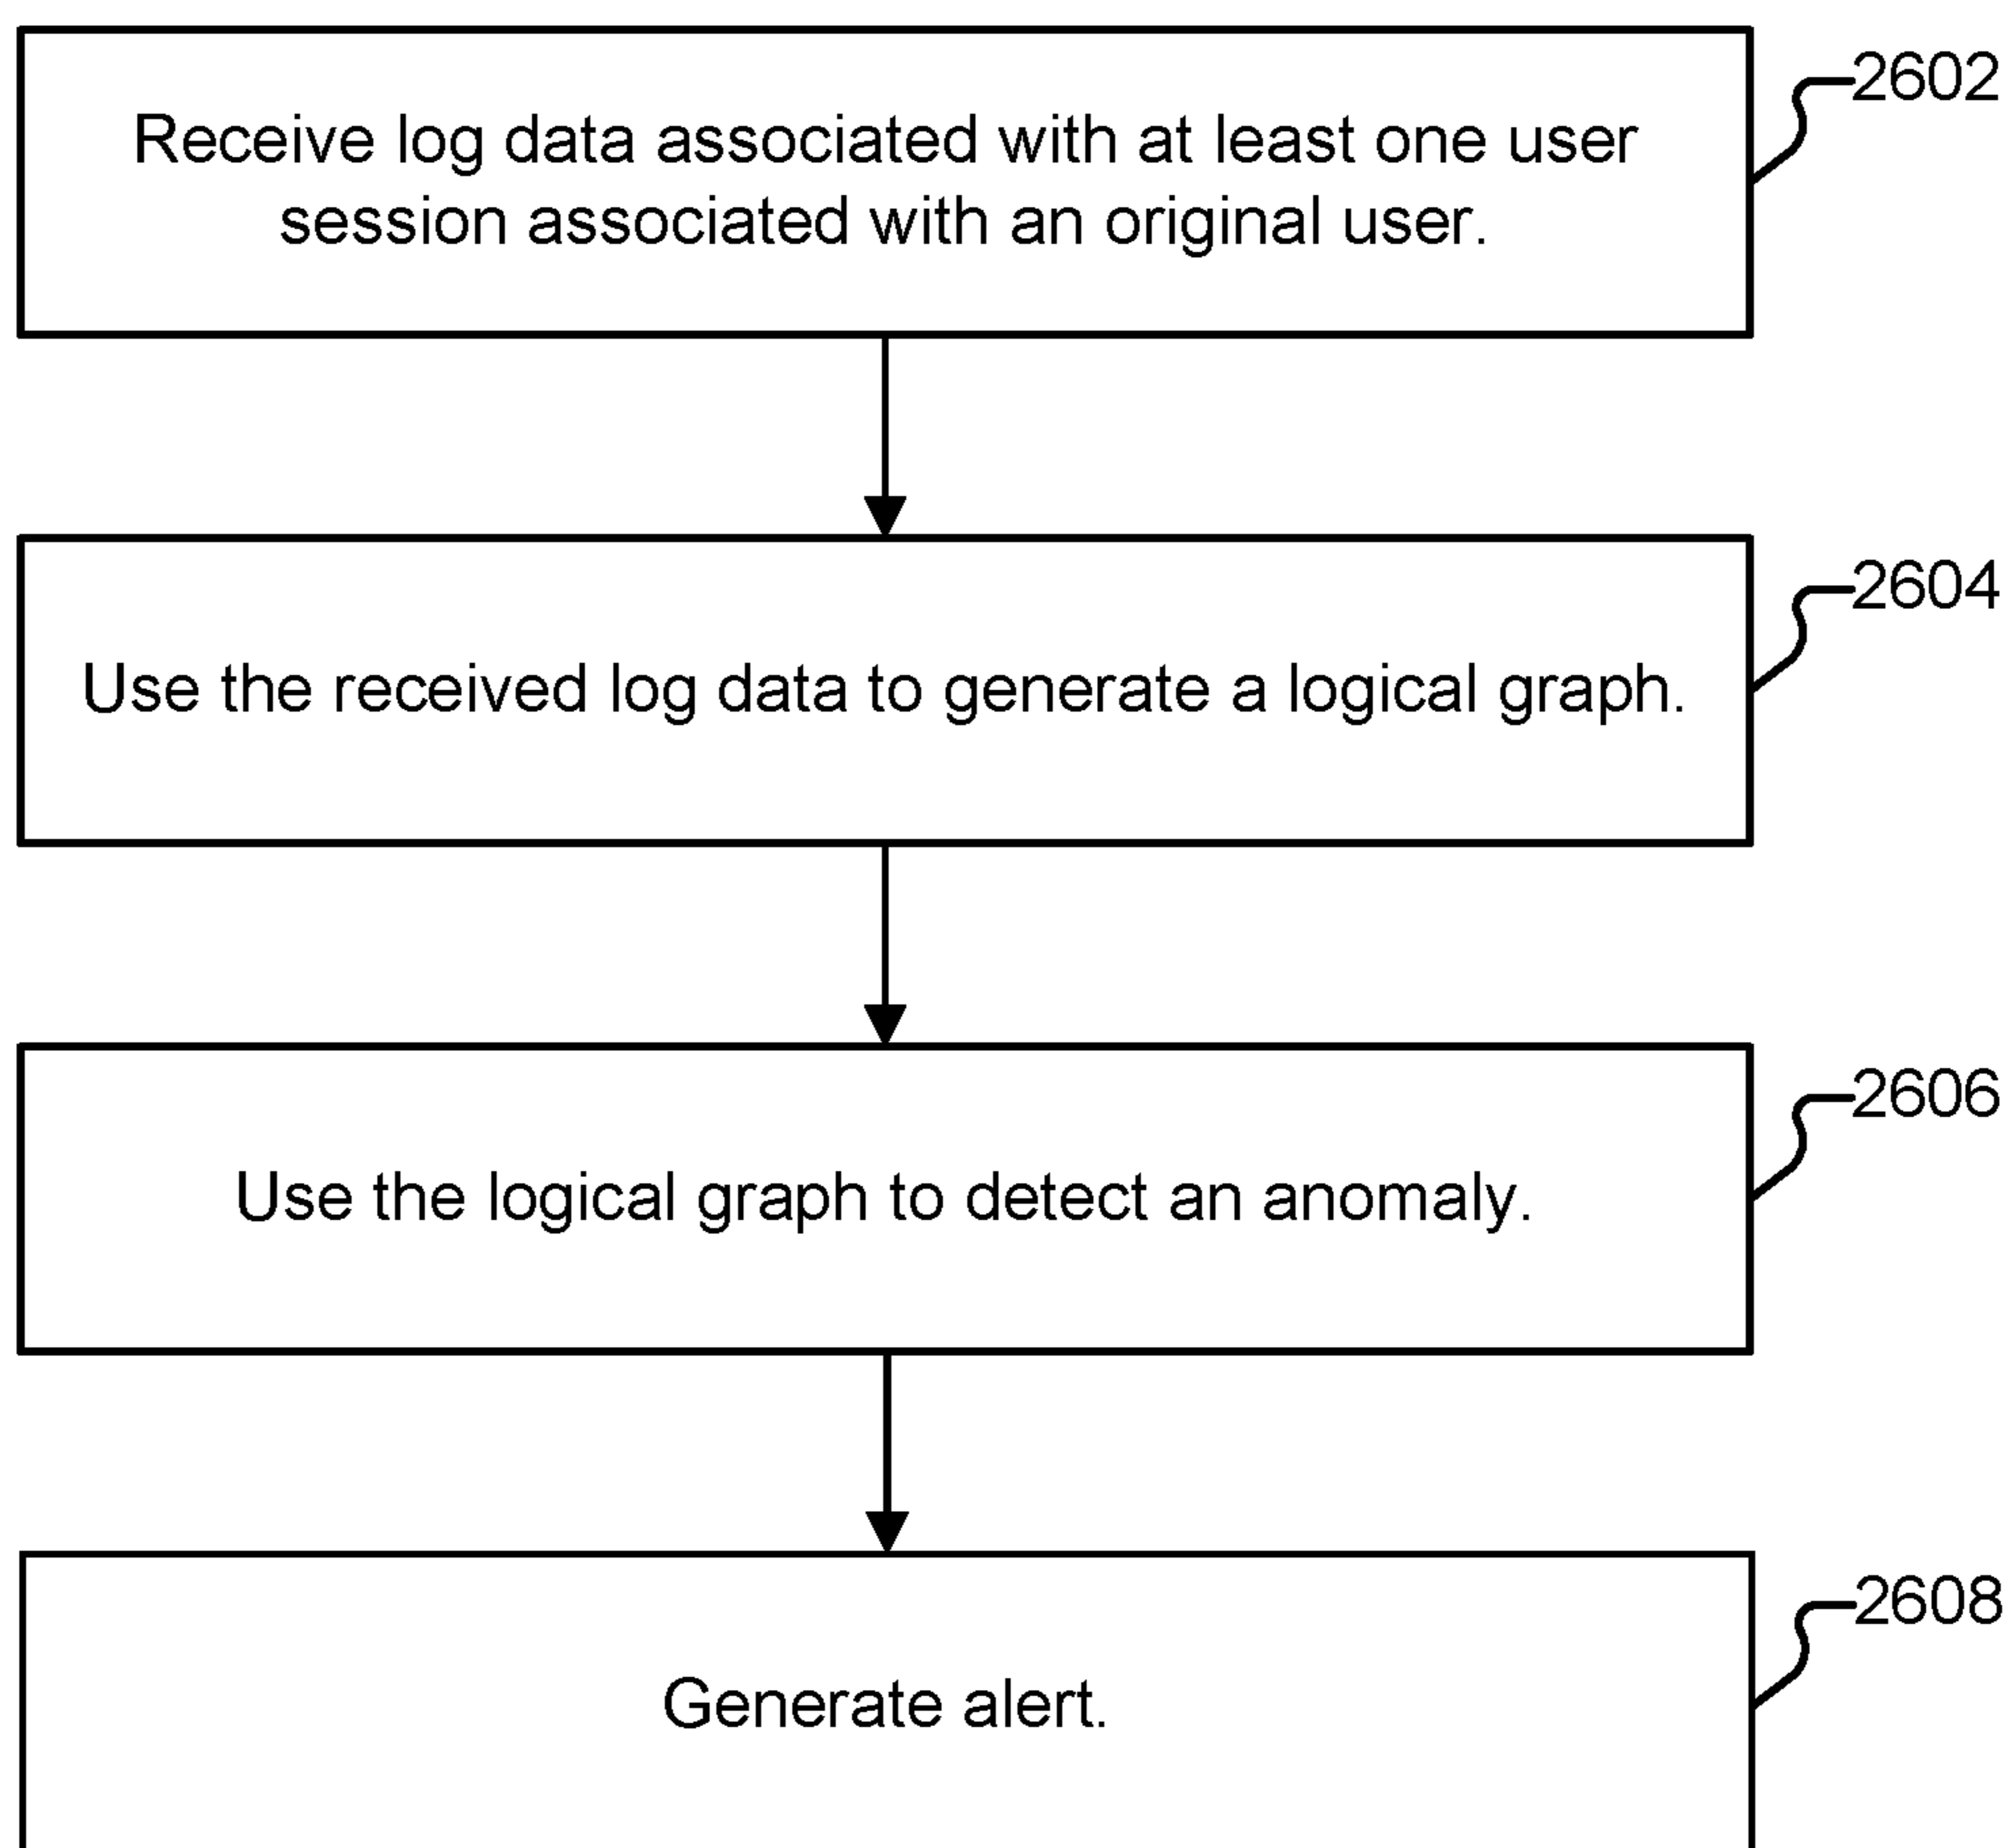 2602
Receive log data associated with at least one user
session associated with an original user.
2604
Use the received log data to generate a logical graph.
2606
Use the logical graph to detect an anomaly.
2608
Generate alert.